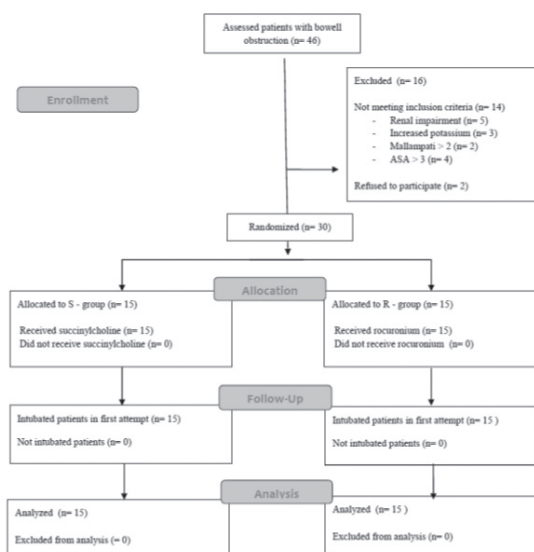 Assessed patients with bowell
obstruction (n= 46)
Enrollment
Excluded (n= 16)
Not meeting inclusion criteria (n= 14)
- Renal impairment (n= 5)
- Increased potassium (n= 3)
- Mallampati > 2 (n= 2)
- ASA > 3 (n= 4)
Refused to participate (n= 2)
Randomized (n= 30)
Allocation
Allocated to S - group (n= 15)
Received succinylcholine (n= 15)
Did not receive succinylcholine (n= 0)
Allocated to R - group (n= 15)
Received rocuronium (n= 15)
Did not receive rocuronium (n= 0)
Follow-Up
Intubated patients in first attempt (n= 15)
Not intubated patients (n= 0)
Intubated patients in first attempt (n= 15 )
Not intubated patients (n= 0)
Analysis
Analyzed (n= 15)
Excluded from analysis (= 0)
Analyzed (n= 15 )
Excluded from analysis (n= 0)